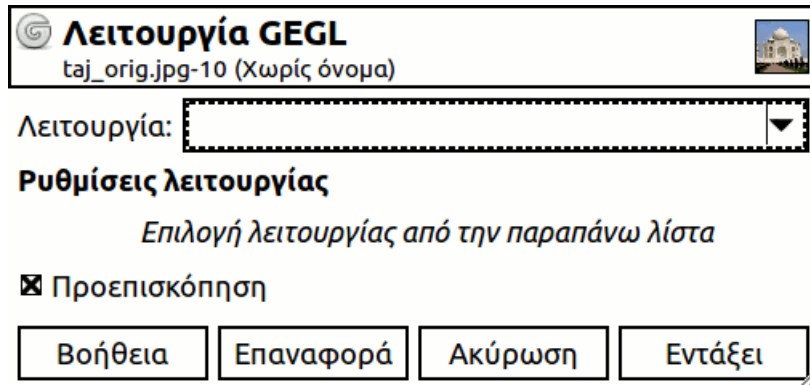 Λειτουργία GEGL
taj_orig.jpg-10 (Χωρίς όνομα)
Λειτουργία:
Ρυθμίσεις λειτουργίας
Επιλογή λειτουργίας από την παραπάνω λίστα
Προεπισκόπηση
Βοήθεια Επαναφορά Ακύρωση Εντάξει